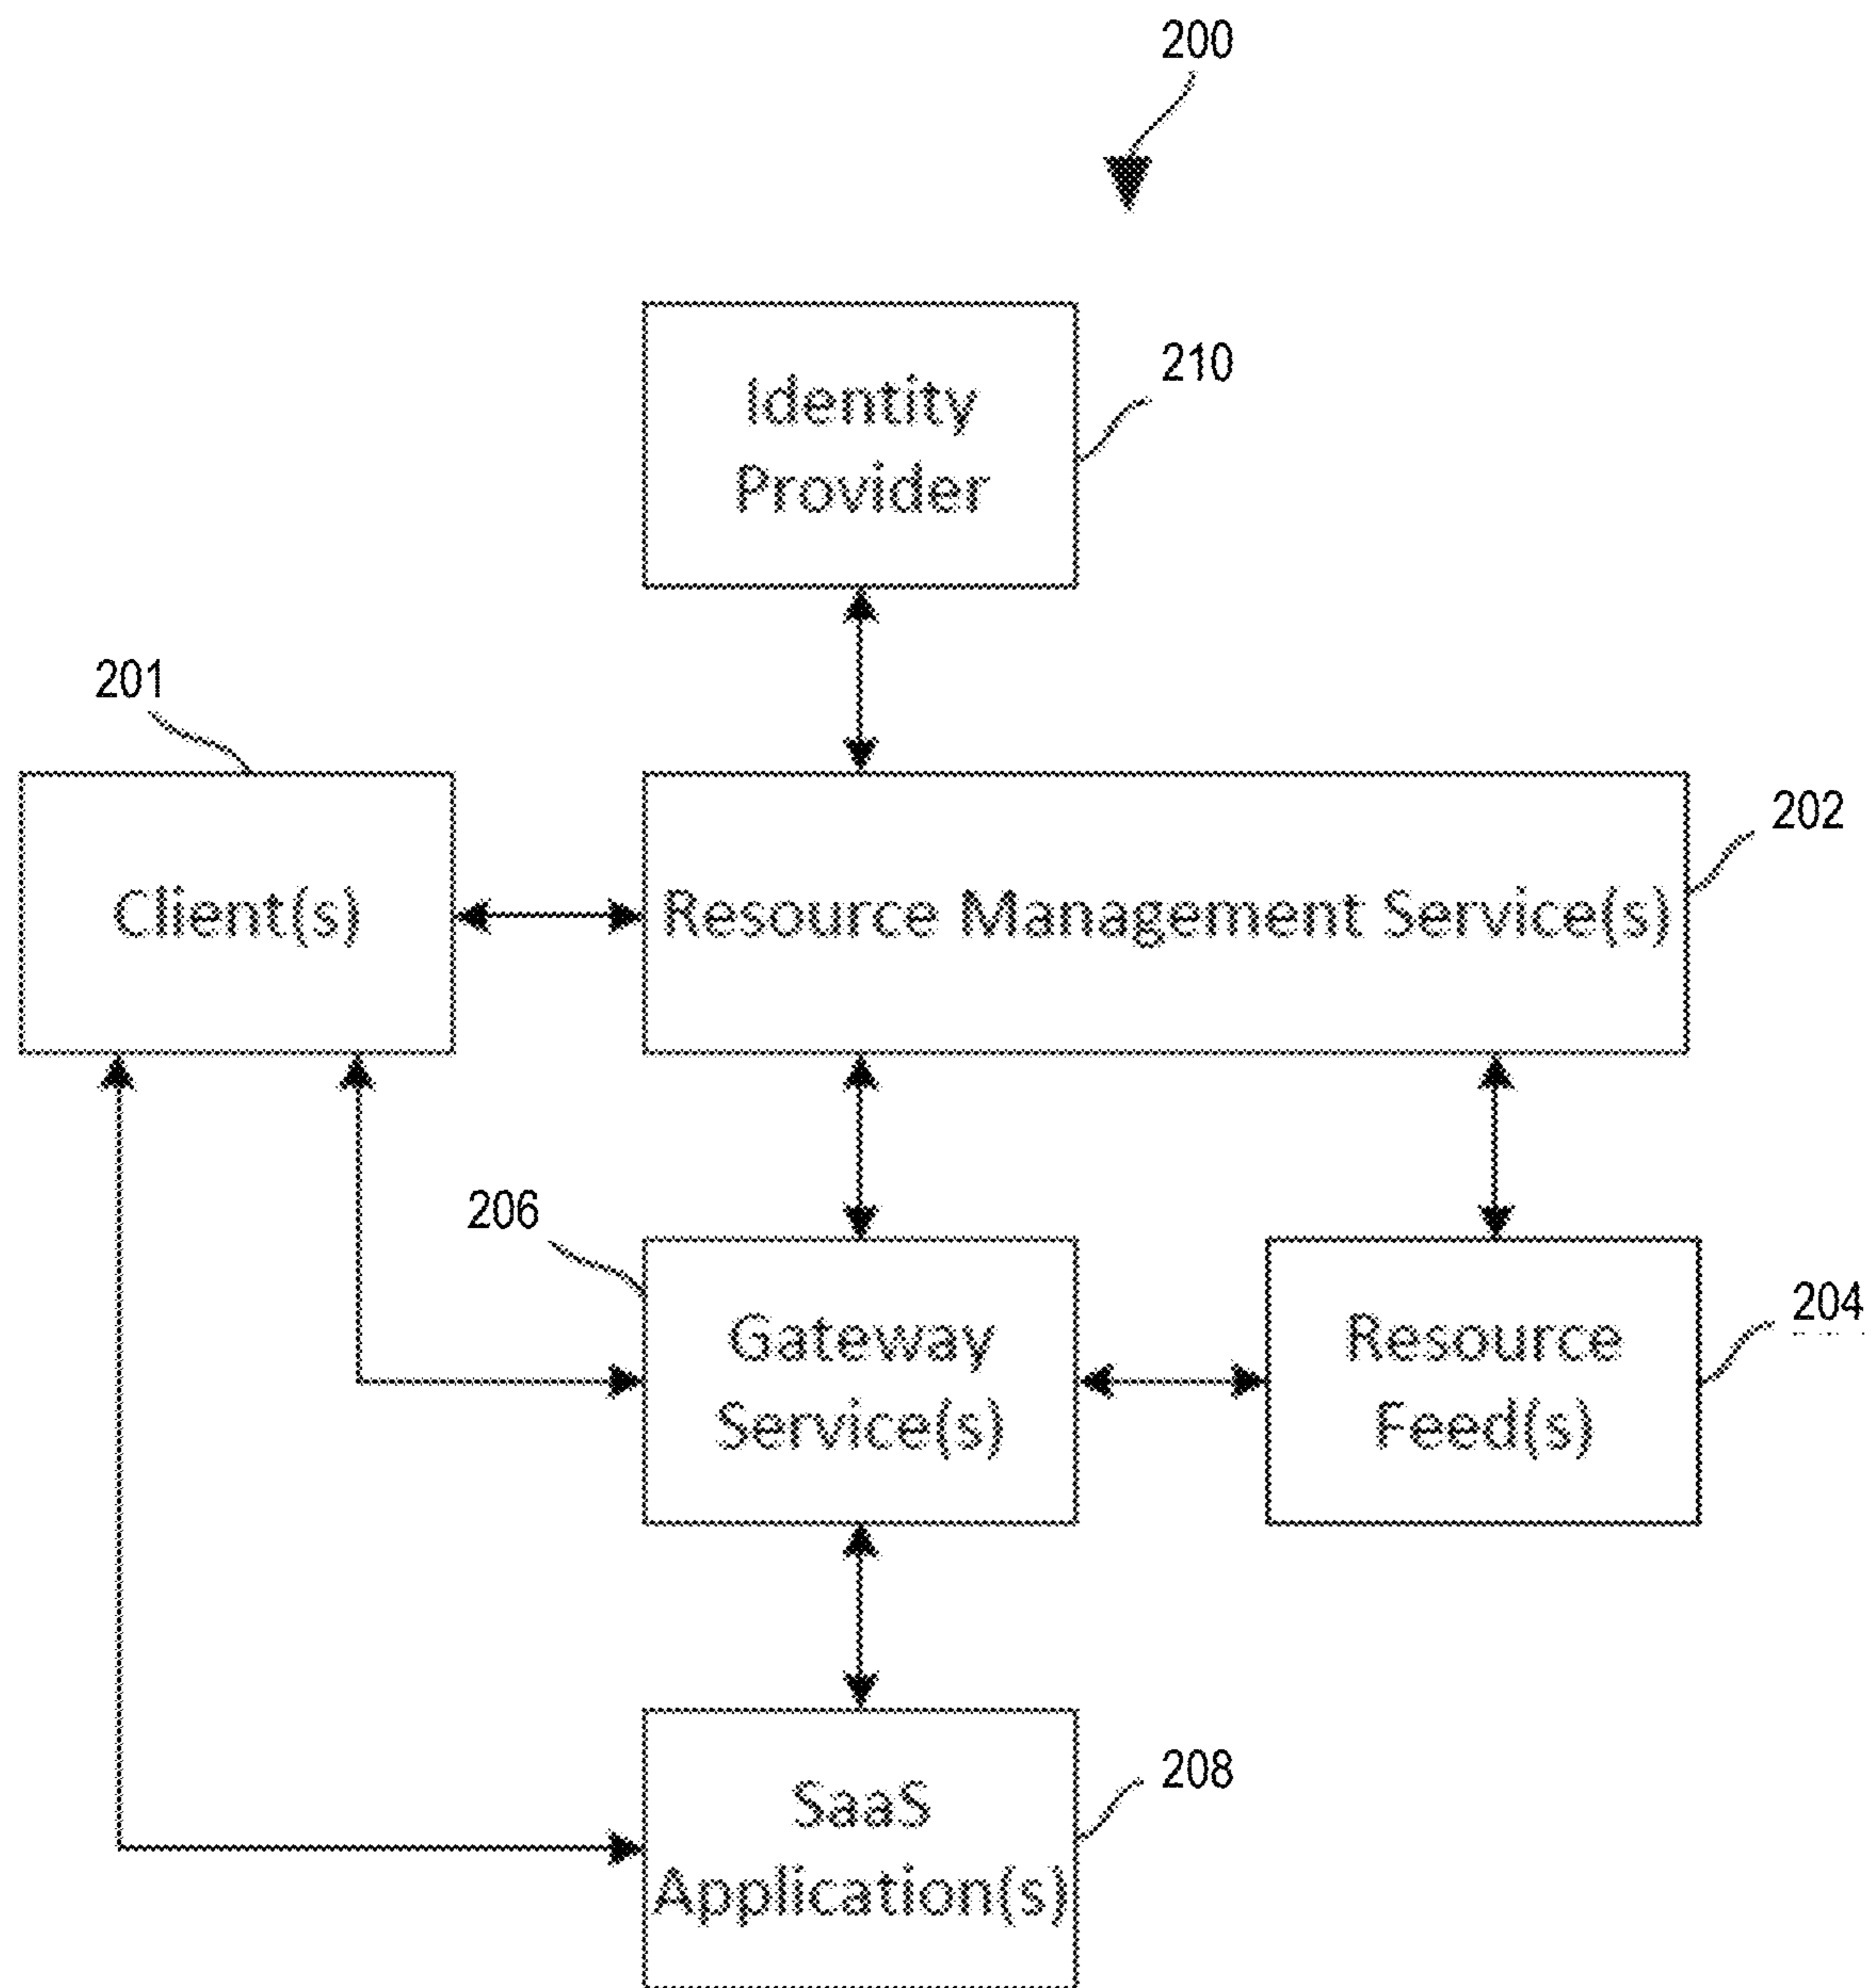 200
Identity
Provider
210
201
Client(s)
Resource Management Service(s)
202
206
Gateway
Service(s)
Resource
Feed(s)
204
SaaS
Application(s)
208